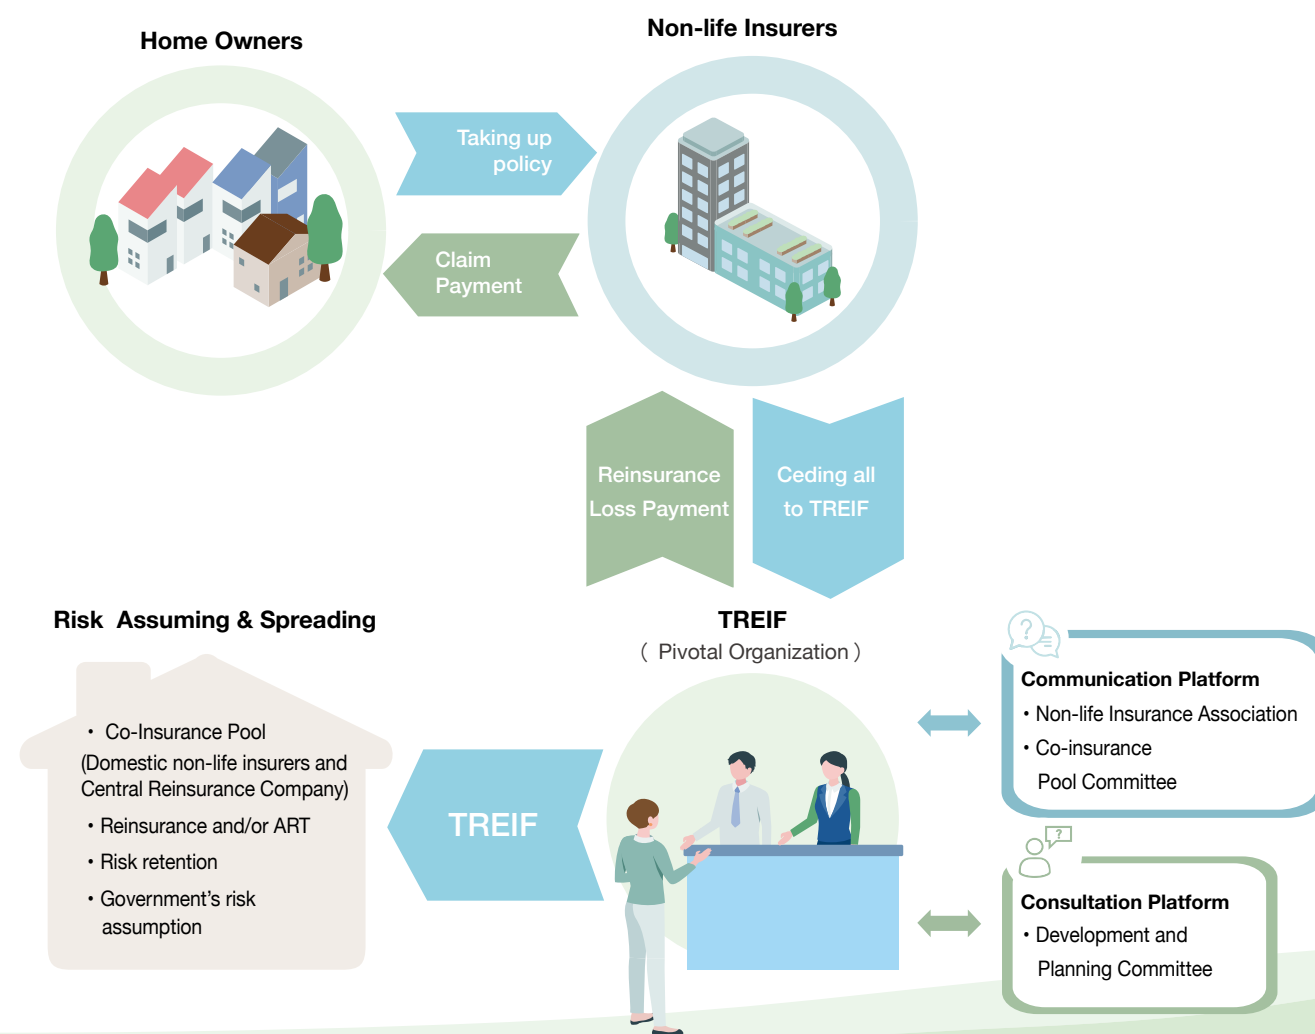 Home Owners
Non-life Insurers
Taking up
policy
Claim
Payment
Reinsurance
Loss Payment
Ceding all
to TREIF
Risk Assuming & Spreading
• Co-Insurance Pool
(Domestic non-life insurers and
Central Reinsurance Company)
• Reinsurance and/or ART
• Risk retention
• Government's risk
assumption
TREIF
TREIF
( Pivotal Organization )
?
Communication Platform
• Non-life Insurance Association
• Co-insurance
Pool Committee
?
Consultation Platform
• Development and
Planning Committee